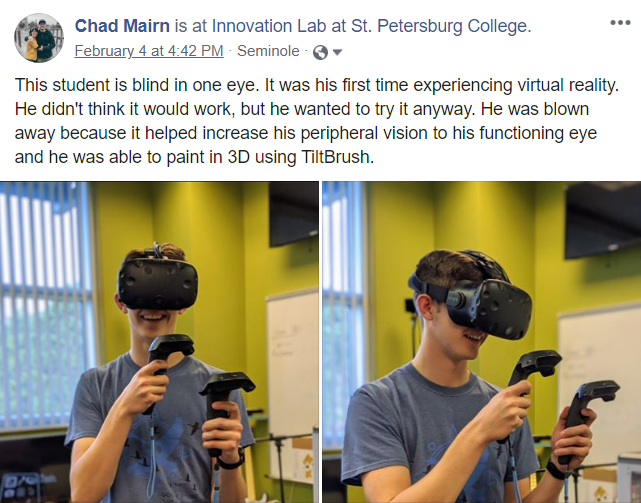 Chad Mairn is at Innovation Lab at St. Petersburg College.
February 4 at 4:42 PM · Seminole ·
This student is blind in one eye. It was his first time experiencing virtual reality.
He didn't think it would work, but he wanted to try it anyway. He was blown
away because it helped increase his peripheral vision to his functioning eye
and he was able to paint in 3D using TiltBrush.